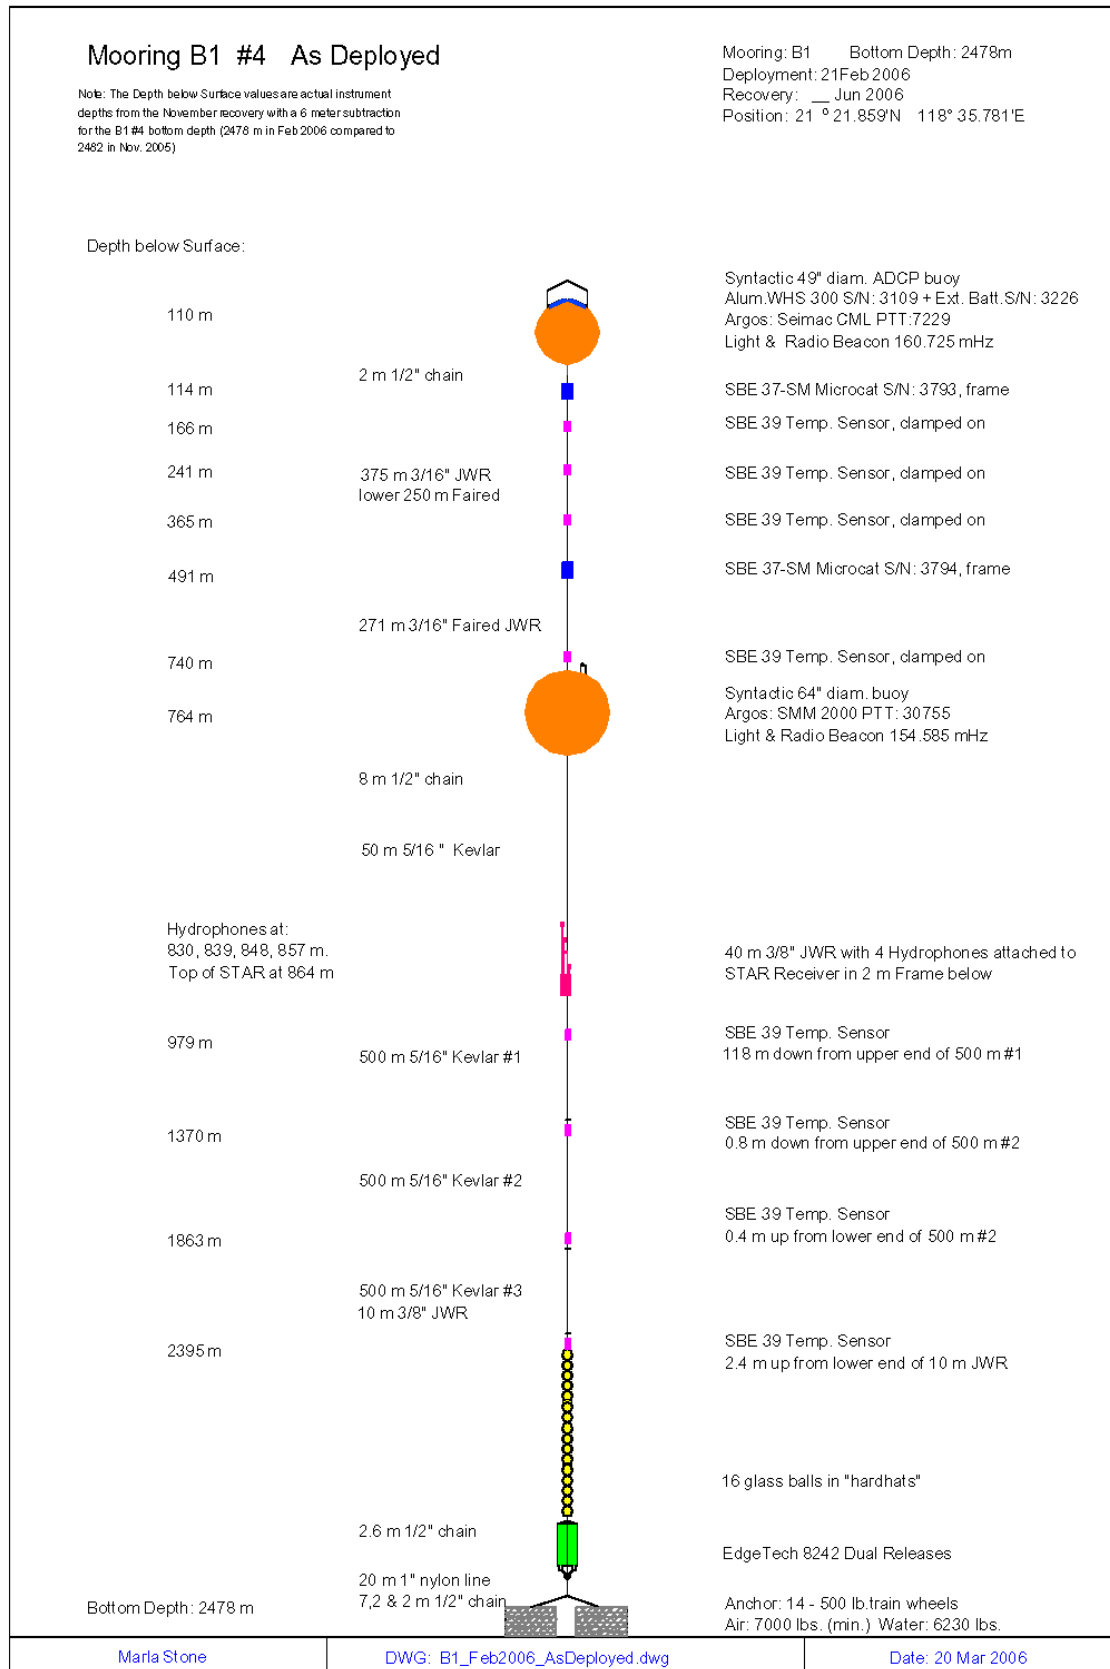 Mooring B1 #4 As Deployed
Note: The Depth below Surface values are actual instrument
depths from the November recovery with a 6 meter subtraction
for the B1 #4 bottom depth (2478 m in Feb 2006 compared to
2482 in Nov. 2005)
Mooring: B1 Bottom Depth: 2478m
Deployment: 21Feb 2006
Recovery: __ Jun 2006
Position: 21 ° 21.859'N 118° 35.781'E
Depth below Surface:
110 m
Syntactic 49" diam. ADCP buoy
Alum.WHS 300 S/N: 3109 + Ext. Batt.S/N: 3226
Argos: Seimac CML PTT:7229
Light & Radio Beacon 160.725 mHz
2 m 1/2" chain
114 m
SBE 37-SM Microcat S/N: 3793, frame
166 m
SBE 39 Temp. Sensor, clamped on
241 m
375 m 3/16" JWR
lower 250 m Faired
SBE 39 Temp. Sensor, clamped on
365 m
SBE 39 Temp. Sensor, clamped on
491 m
SBE 37-SM Microcat S/N: 3794, frame
271 m 3/16" Faired JWR
740 m
SBE 39 Temp. Sensor, clamped on
764 m
Syntactic 64" diam. buoy
Argos: SMM 2000 PTT: 30755
Light & Radio Beacon 154.585 mHz
8 m 1/2" chain
50 m 5/16 " Kevlar
Hydrophones at:
830, 839, 848, 857 m.
Top of STAR at 864 m
40 m 3/8" JWR with 4 Hydrophones attached to
STAR Receiver in 2 m Frame below
979 m
500 m 5/16" Kevlar #1
SBE 39 Temp. Sensor
118 m down from upper end of 500 m #1
1370 m
SBE 39 Temp. Sensor
0.8 m down from upper end of 500 m #2
500 m 5/16" Kevlar #2
1863 m
SBE 39 Temp. Sensor
0.4 m up from lower end of 500 m #2
500 m 5/16" Kevlar #3
10 m 3/8" JWR
2395 m
SBE 39 Temp. Sensor
2.4 m up from lower end of 10 m JWR
16 glass balls in "hardhats"
2.6 m 1/2" chain
EdgeTech 8242 Dual Releases
20 m 1" nylon line
7,2 & 2 m 1/2" chain
Bottom Depth: 2478 m
Anchor: 14 - 500 lb.train wheels
Air: 7000 lbs. (min.) Water: 6230 lbs.
Marla Stone
DWG: B1_Feb2006_AsDeployed.dwg
Date: 20 Mar 2006